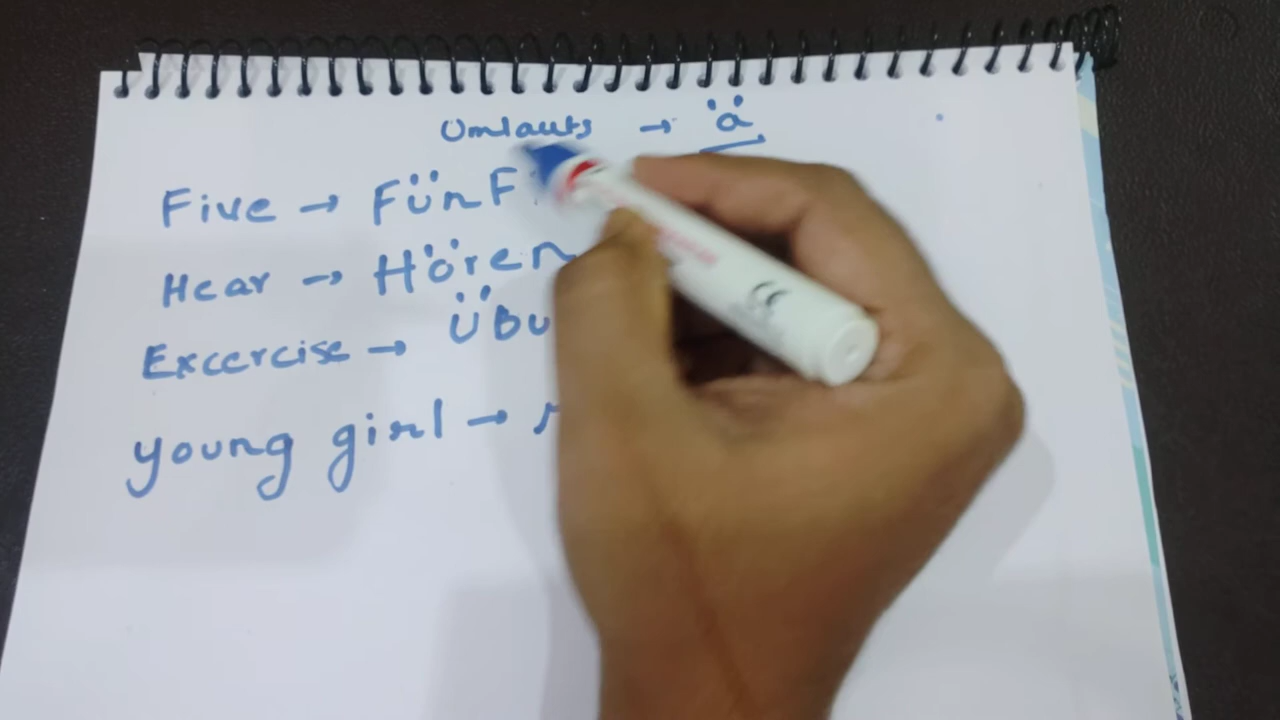 Umlauts → ä
Five → FünF
Hear → Hören
Excercise → ÜBu
young girl →